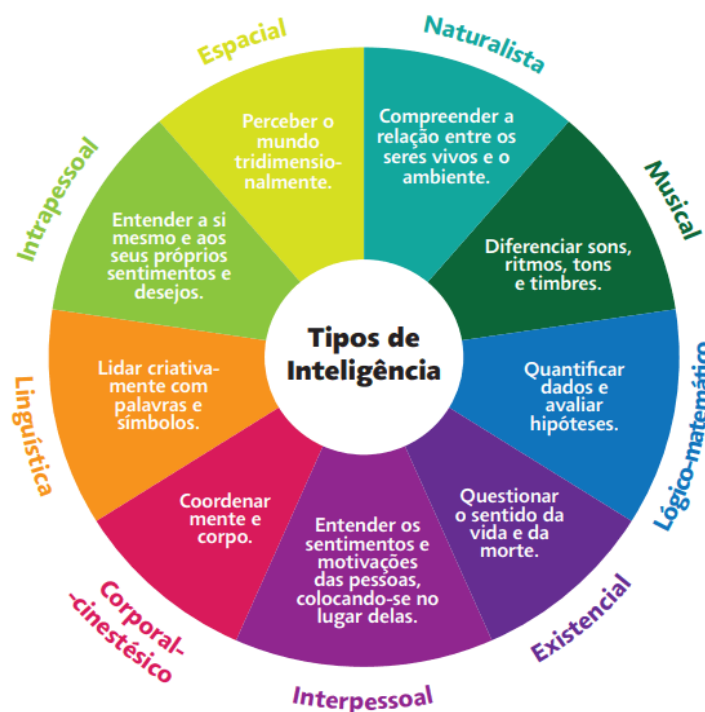 Tipos de
Inteligência
Naturalista
Compreender a
relação entre os
seres vivos e o
ambiente.
Musical
Diferenciar sons,
ritmos, tons
e timbres.
Lógico-matemático
Quantificar
dados e
avaliar
hipóteses.
Existencial
Questionar
o sentido da
vida e da
morte.
Interpessoal
Entender os
sentimentos e
motivações
das pessoas,
colocando-se no
lugar delas.
Corporal-
-cinestésico
Coordenar
mente e
corpo.
Linguística
Lidar criativa-
mente com
palavras e
símbolos.
Intrapessoal
Entender a si
mesmo e aos
seus próprios
sentimentos e
desejos.
Espacial
Perceber o
mundo
tridimensio-
nalmente.